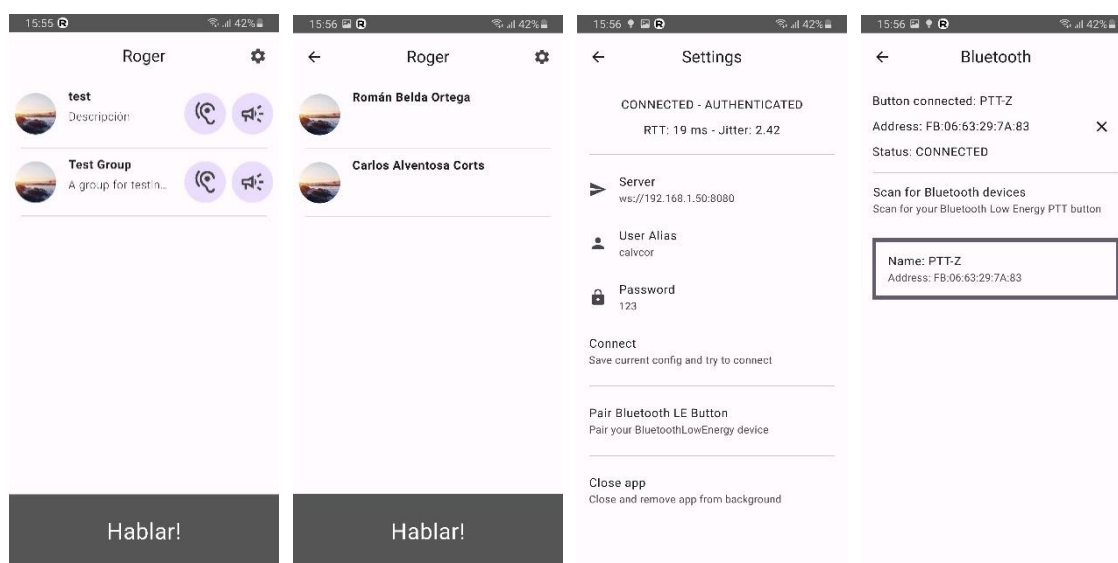 15:55 R 42%
Roger
test
Descripción
Test Group
A group for testin...
Hablar!
15:56 R 42%
Roger
Román Belda Ortega
Carlos Alventosa Corts
Hablar!
15:56 R 42%
Settings
CONNECTED - AUTHENTICATED
RTT: 19 ms - Jitter: 2.42
Server
ws://192.168.1.50:8080
User Alias
calvcor
Password
123
Connect
Save current config and try to connect
Pair Bluetooth LE Button
Pair your BluetoothLowEnergy device
Close app
Close and remove app from background
15:56 R 42%
Bluetooth
Button connected: PTT-Z
Address: FB:06:63:29:7A:83
Status: CONNECTED
Scan for Bluetooth devices
Scan for your Bluetooth Low Energy PTT button
Name: PTT-Z
Address: FB:06:63:29:7A:83